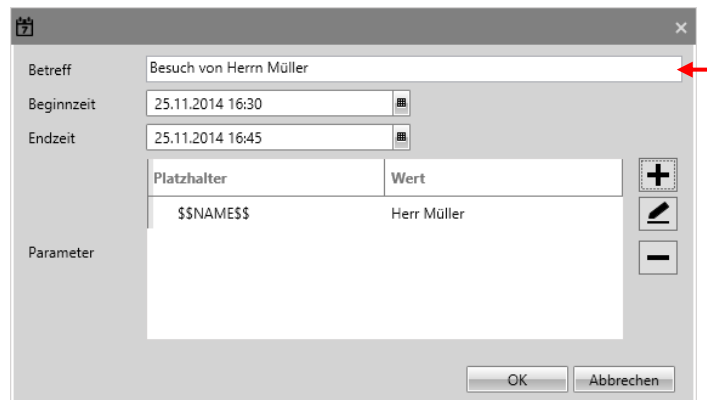 7
Betreff Besuch von Herrn Müller
Beginnzeit 25.11.2014 16:30
Endzeit 25.11.2014 16:45
Platzhalter Wert
$$NAME$$ Herr Müller
Parameter
OK Abbrechen